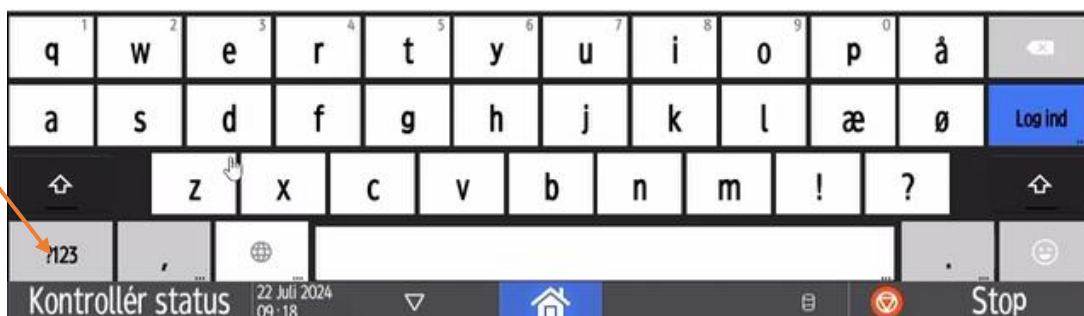 q 1 w 2 e 3 r 4 t 5 y 6 u 7 i 8 o 9 p 0 å
a s d f g h j k l æ ø Log ind
z x c v b n m ! ?
?123 , .
Kontrollér status 22 Juli 2024 Stop
09:18